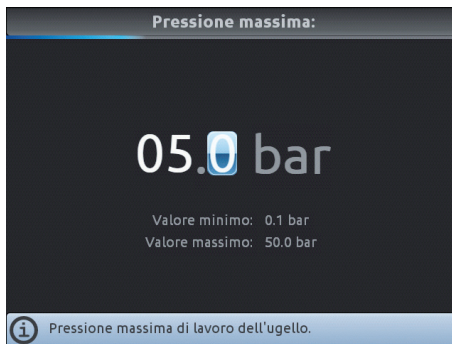 Pressione massima:
05.0 bar
Valore minimo: 0.1 bar
Valore massimo: 50.0 bar
Pressione massima di lavoro dell'ugello.